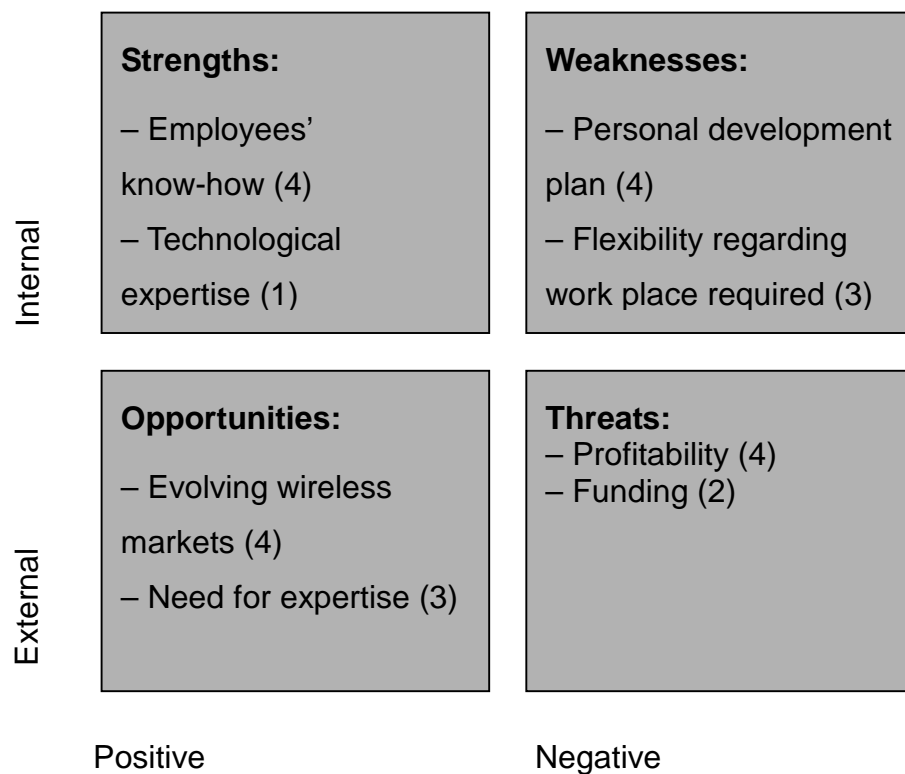 Strengths:
– Employees’
know-how (4)
– Technological
expertise (1)
Weaknesses:
– Personal development
plan (4)
– Flexibility regarding
work place required (3)
Internal
Opportunities:
– Evolving wireless
markets (4)
– Need for expertise (3)
Threats:
– Profitability (4)
– Funding (2)
External
Positive
Negative